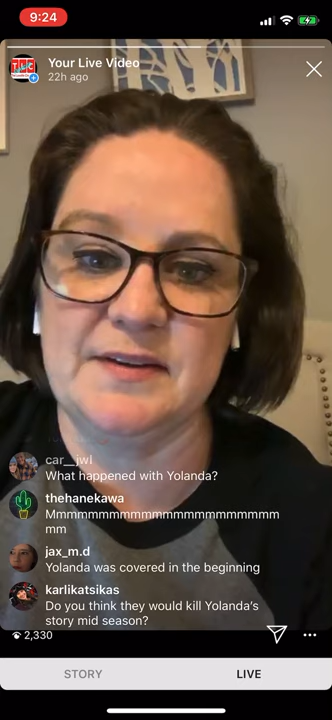 9:24
Your Live Video
22h ago
car__jwl
What happened with Yolanda?
thehanekawa
Mmmmmmmmmmmmmmmmmmmmmm
mm
jax_m.d
Yolanda was covered in the beginning
karlikatsikas
Do you think they would kill Yolanda's
story mid season?
2,330
STORY LIVE